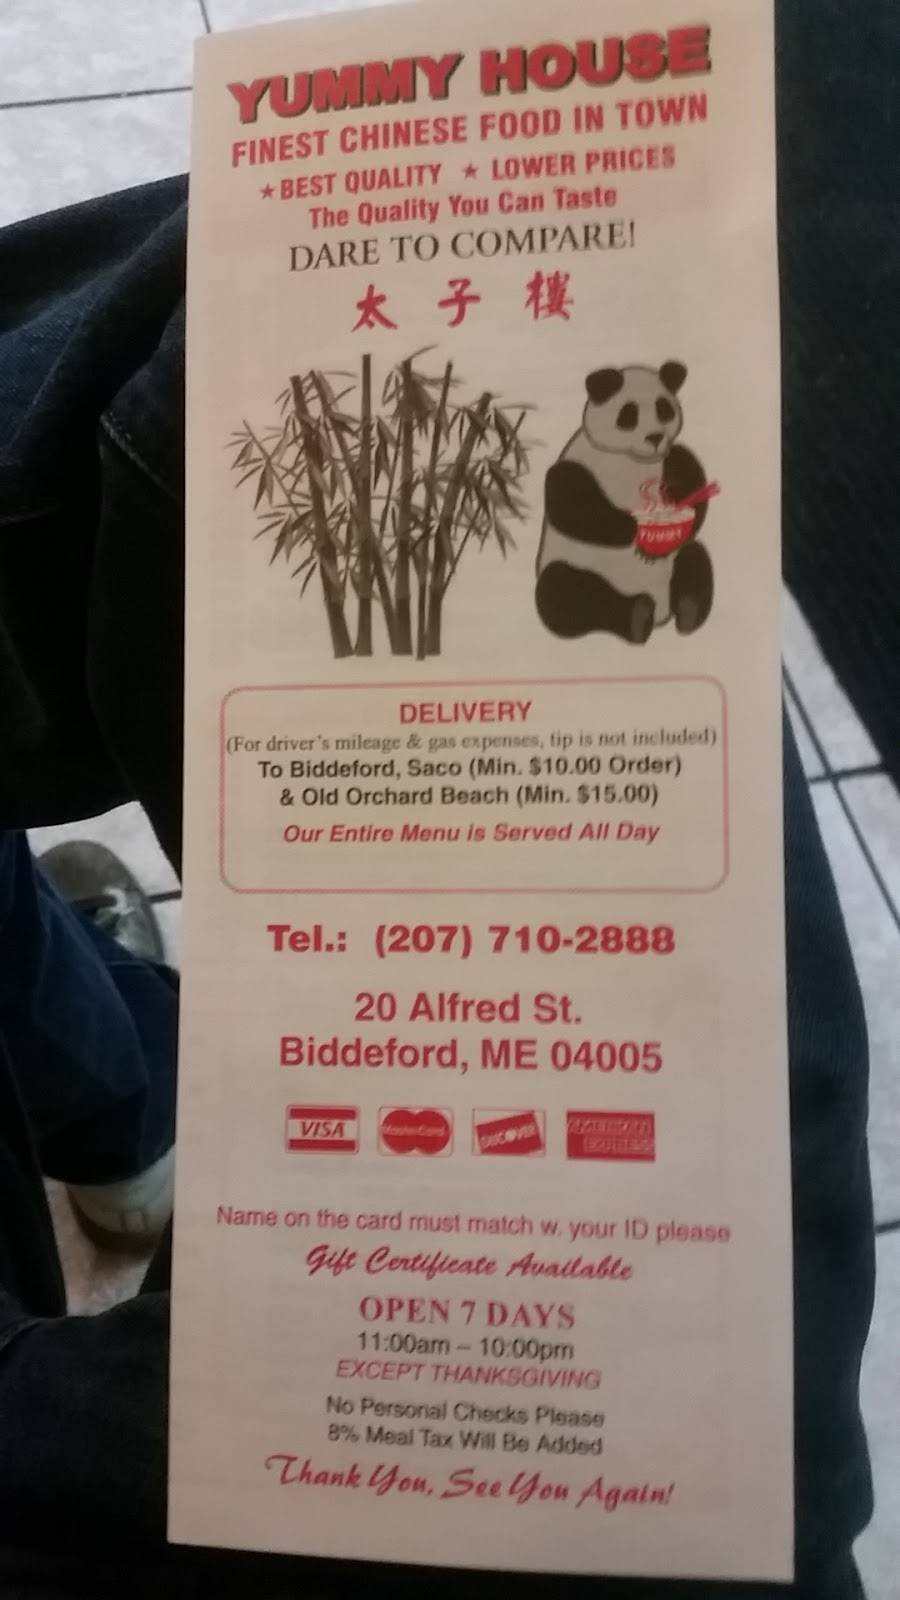 YUMMY HOUSE
FINEST CHINESE FOOD IN TOWN
★ BEST QUALITY ★ LOWER PRICES
The Quality You Can Taste
DARE TO COMPARE!
太子樓
YUMMY
DELIVERY
(For driver's mileage & gas expenses, tip is not included)
To Biddeford, Saco (Min. $10.00 Order)
& Old Orchard Beach (Min. $15.00)
Our Entire Menu is Served All Day
Tel.: (207) 710-2888
20 Alfred St.
Biddeford, ME 04005
VISA MasterCard DISCOVER AMERICAN EXPRESS
Name on the card must match w. your ID please
Gift Certificate Available
OPEN 7 DAYS
11:00am – 10:00pm
EXCEPT THANKSGIVING
No Personal Checks Please
8% Meal Tax Will Be Added
Thank You, See You Again!